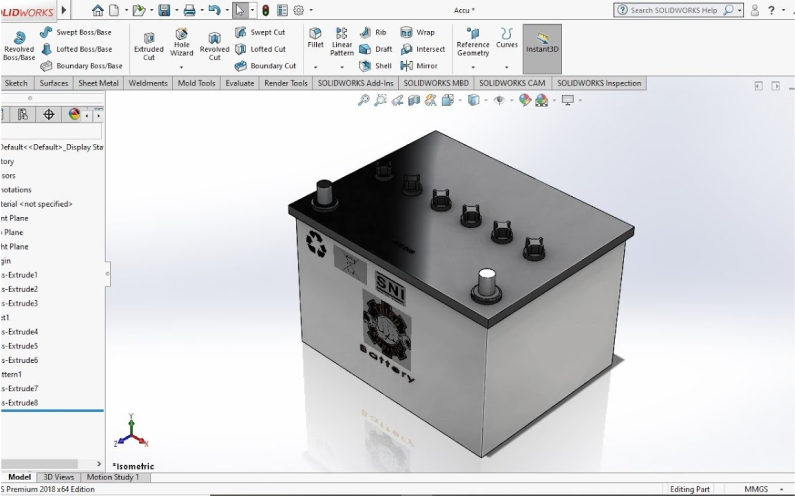 SOLIDWORKS
Accu *
Search SOLIDWORKS Help
Revolved Boss/Base
Swept Boss/Base
Lofted Boss/Base
Boundary Boss/Base
Extruded Cut
Hole Wizard
Revolved Cut
Swept Cut
Lofted Cut
Boundary Cut
Fillet
Linear Pattern
Rib
Draft
Shell
Wrap
Intersect
Mirror
Reference Geometry
Curves
Instant3D
Sketch
Surfaces
Sheet Metal
Weldments
Mold Tools
Evaluate
Render Tools
SOLIDWORKS Add-Ins
SOLIDWORKS MBD
SOLIDWORKS CAM
SOLIDWORKS Inspection
Default<<Default>_Display Sta
tory
sors
notations
terial <not specified>
nt Plane
Plane
ht Plane
gin
s-Extrude1
s-Extrude2
s-Extrude3
s-Extrude4
s-Extrude5
s-Extrude6
ttern1
s-Extrude7
s-Extrude8
SNI
Battery
Y
Z
X
*Isometric
Model
3D Views
Motion Study 1
S Premium 2018 x64 Edition
Editing Part
MMGS